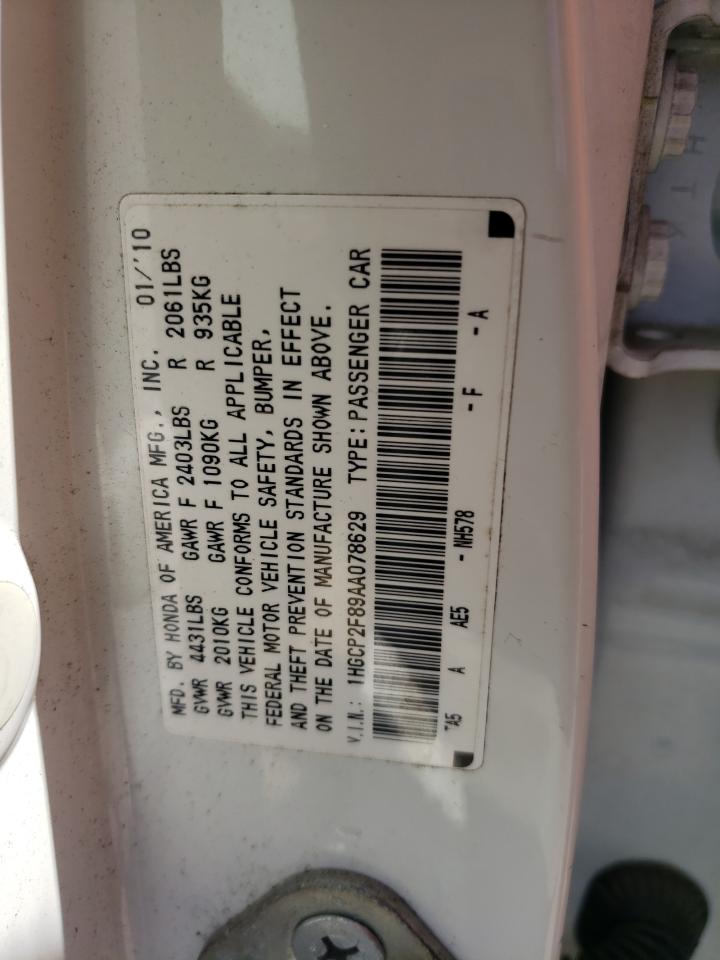 MFD. BY HONDA OF AMERICA MFG., INC. 01/'10
GVWR 4431LBS GAWR F 2403LBS R 2061LBS
GVWR 2010KG GAWR F 1090KG R 935KG
THIS VEHICLE CONFORMS TO ALL APPLICABLE
FEDERAL MOTOR VEHICLE SAFETY, BUMPER,
AND THEFT PREVENTION STANDARDS IN EFFECT
ON THE DATE OF MANUFACTURE SHOWN ABOVE.
V.I.N.: 1HGCP2F89AA078629 TYPE: PASSENGER CAR
TA5 A AE5 - NH578 - F - A
H T Y